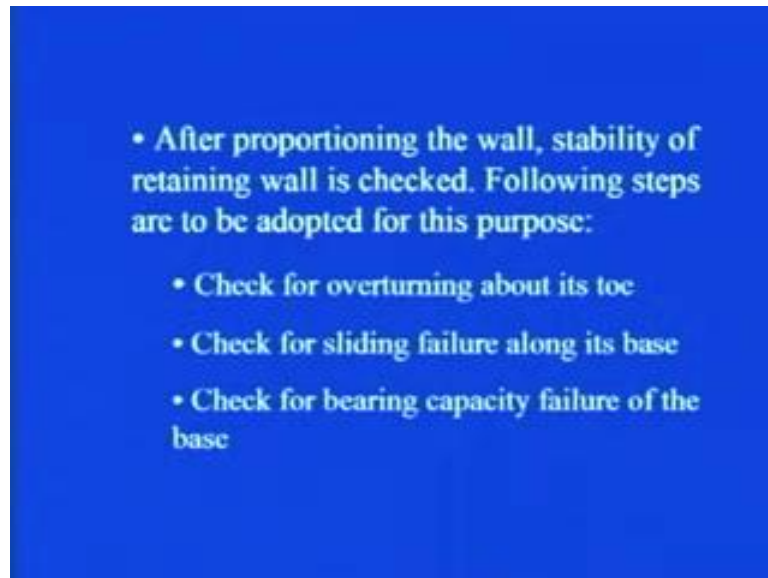 • After proportioning the wall, stability of
retaining wall is checked. Following steps
are to be adopted for this purpose:
• Check for overturning about its toe
• Check for sliding failure along its base
• Check for bearing capacity failure of the
base